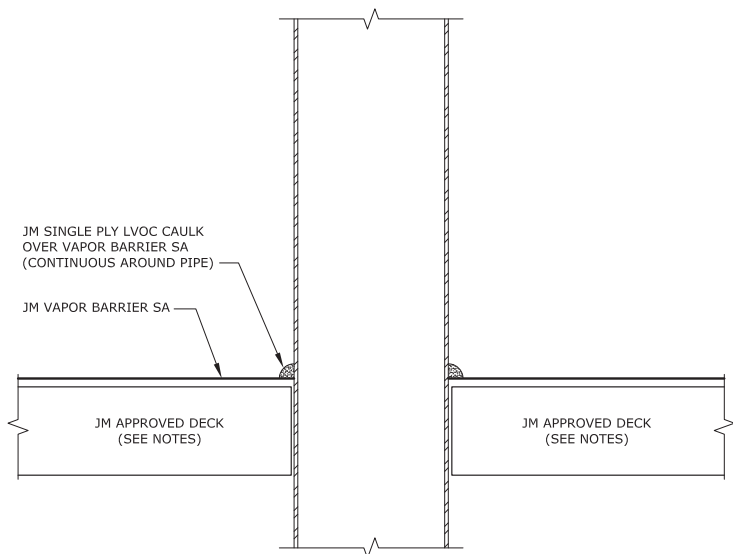 JM SINGLE PLY LVOC CAULK
OVER VAPOR BARRIER SA
(CONTINUOUS AROUND PIPE)
JM VAPOR BARRIER SA
JM APPROVED DECK
(SEE NOTES)
JM APPROVED DECK
(SEE NOTES)